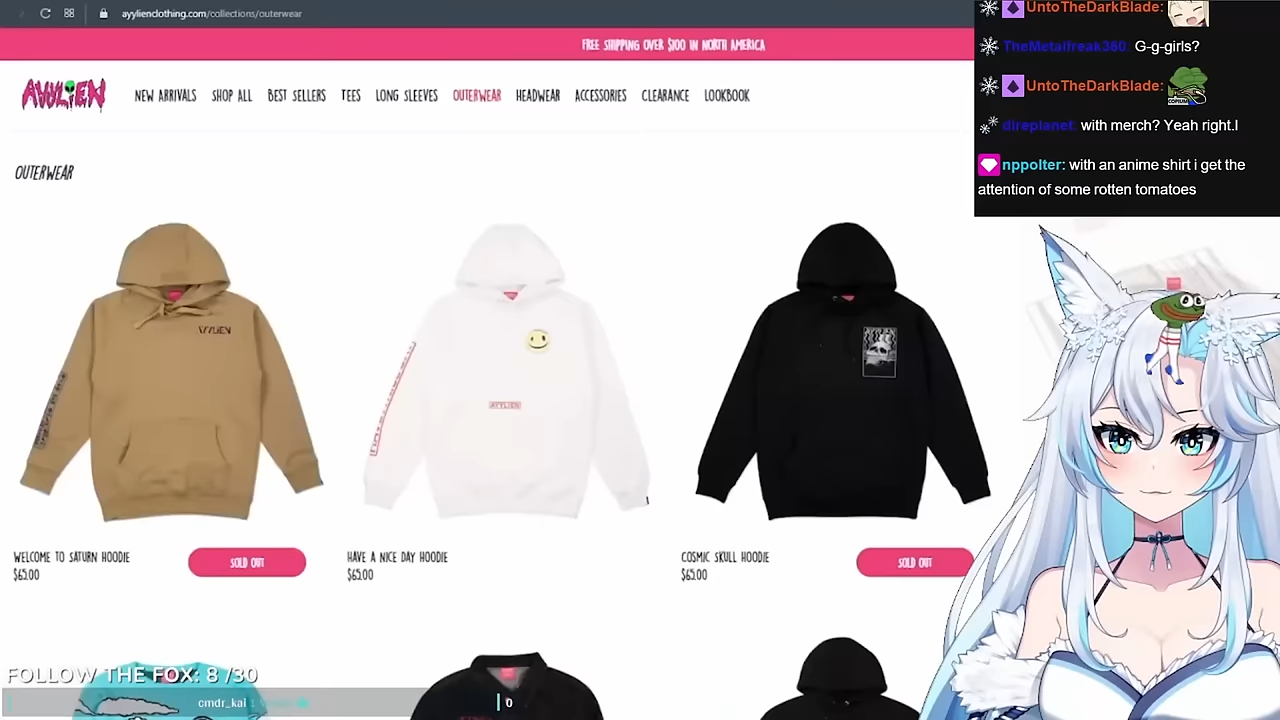 ayylienclothing.com/collections/outerwear
FREE SHIPPING OVER $100 IN NORTH AMERICA
AYYLIEN
NEW ARRIVALS SHOP ALL BEST SELLERS TEES LONG SLEEVES OUTERWEAR HEADWEAR ACCESSORIES CLEARANCE LOOKBOOK
OUTERWEAR
AYYLIEN
AYYLIEN
WELCOME TO SATURN HOODIE
$65.00
SOLD OUT
HAVE A NICE DAY HOODIE
$65.00
COSMIC SKULL HOODIE
$65.00
SOLD OUT
FOLLOW THE FOX: 8 /30
cmdr_kai
0
UntoTheDarkBlade:
TheMetalfreak360: G-g-girls?
UntoTheDarkBlade:
COPIUM
direplanet: with merch? Yeah right.I
nppolter: with an anime shirt i get the
attention of some rotten tomatoes